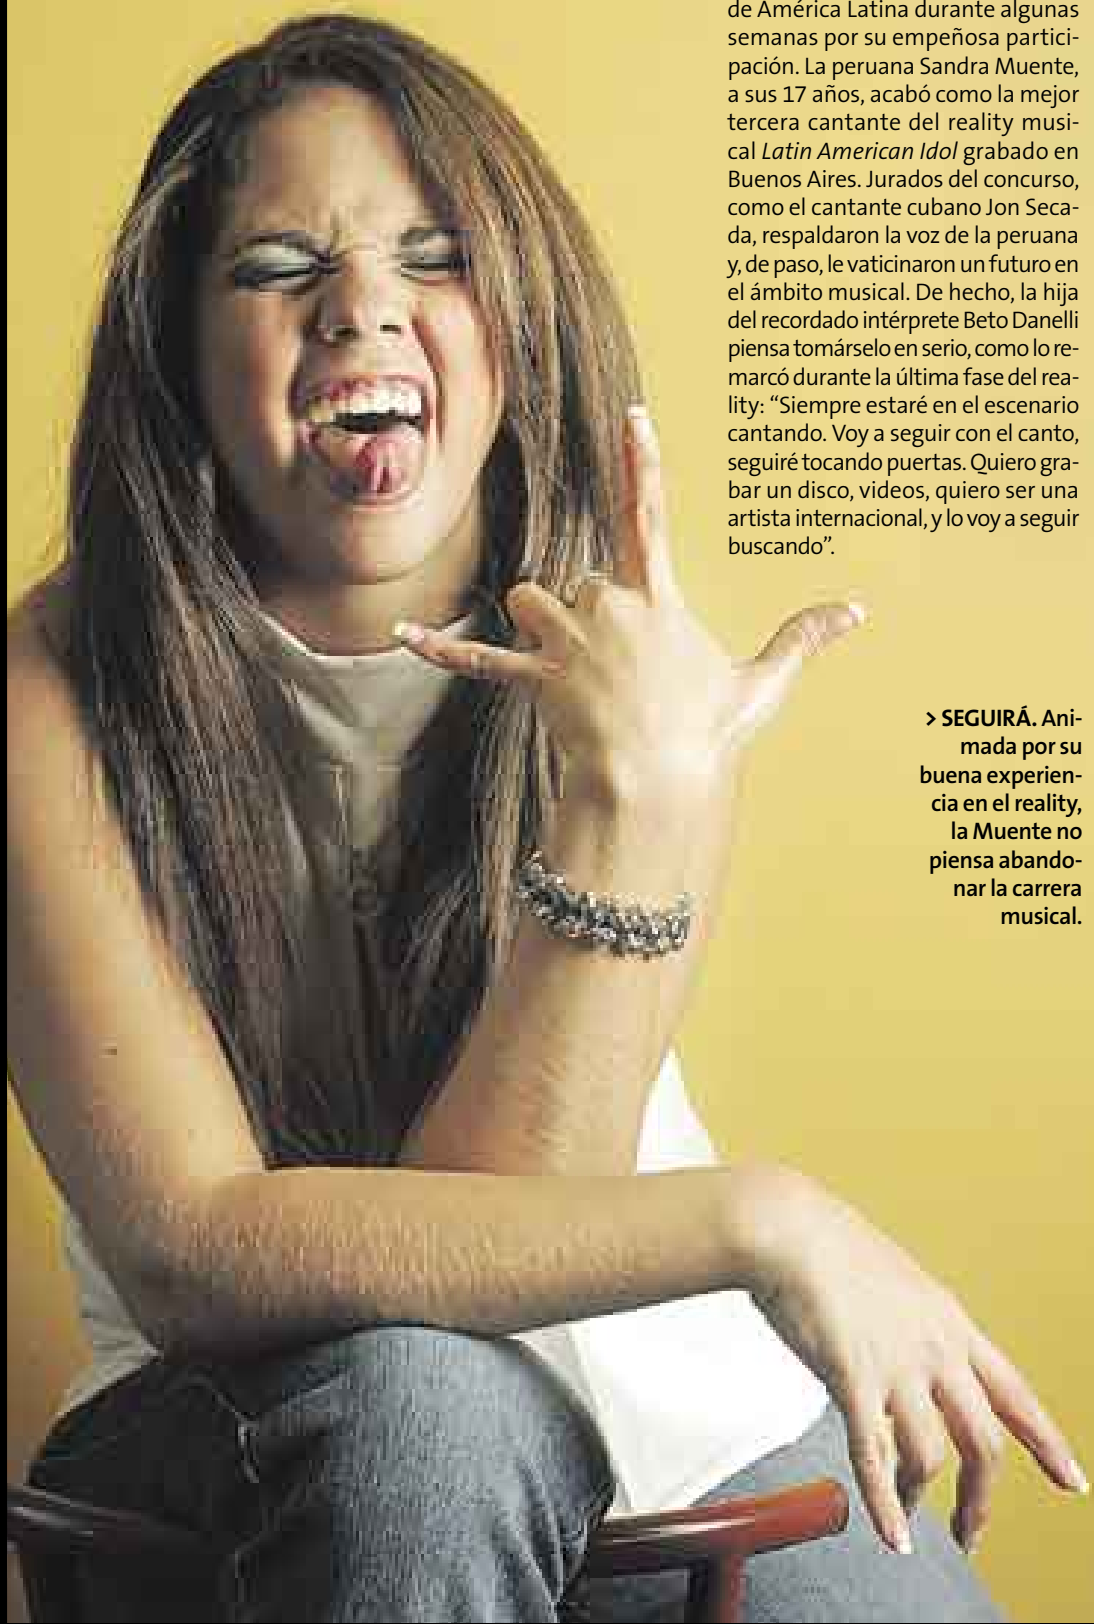 de América Latina durante algunas
semanas por su empeñosa partici-
pación. La peruana Sandra Muente,
a sus 17 años, acabó como la mejor
tercera cantante del reality musi-
cal Latin American Idol grabado en
Buenos Aires. Jurados del concurso,
como el cantante cubano Jon Seca-
da, respaldaron la voz de la peruana
y, de paso, le vaticinaron un futuro en
el ámbito musical. De hecho, la hija
del recordado intérprete Beto Danelli
piensa tomárselo en serio, como lo re-
marcó durante la última fase del rea-
lity: “Siempre estaré en el escenario
cantando. Voy a seguir con el canto,
seguiré tocando puertas. Quiero gra-
bar un disco, videos, quiero ser una
artista internacional, y lo voy a seguir
buscando”.
> SEGUIRÁ. Ani-
mada por su
buena experien-
cia en el reality,
la Muente no
piensa abando-
nar la carrera
musical.